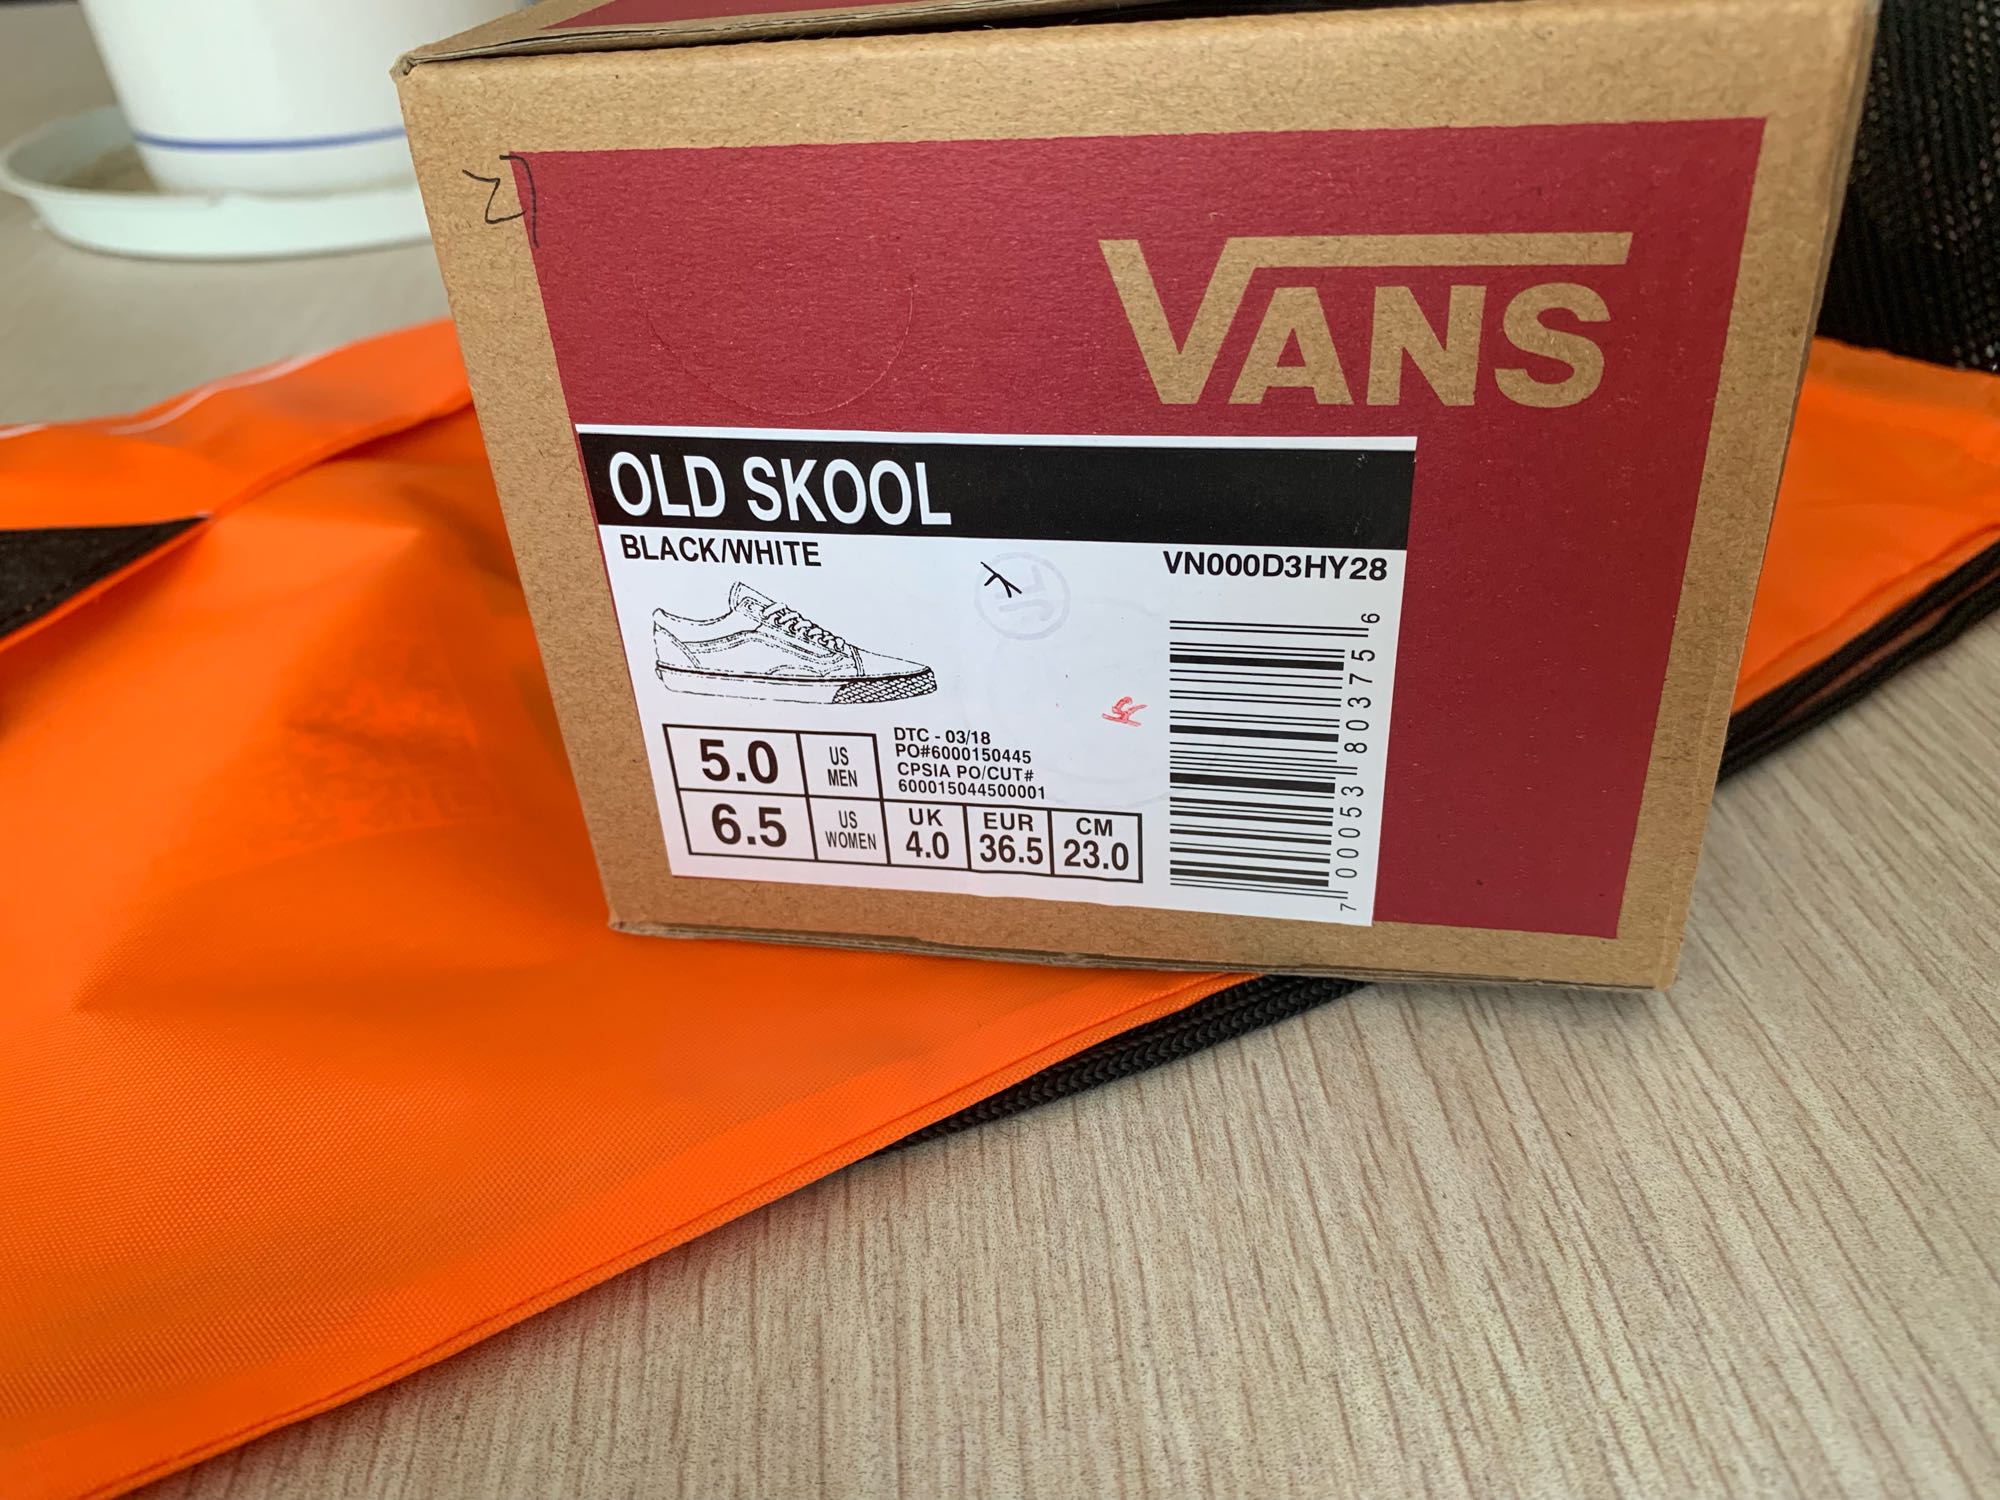 VANS
OLD SKOOL
BLACK/WHITE
VN000D3HY28
5.0 US MEN
6.5 US WOMEN
DTC - 03/18
PO#6000150445
CPSIA PO/CUT#
600015044500001
UK 4.0
EUR 36.5
CM 23.0
7 00053 80375 6